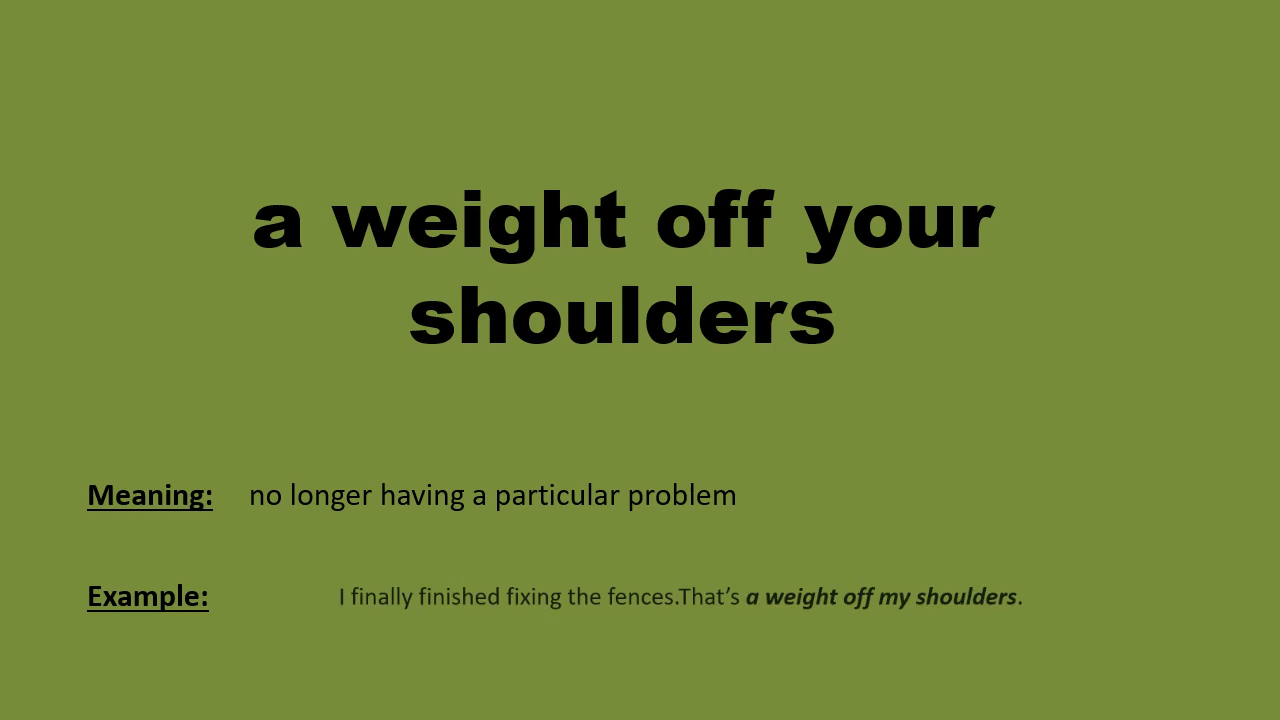 a weight off your
shoulders
Meaning: no longer having a particular problem
Example: I finally finished fixing the fences.That’s a weight off my shoulders.